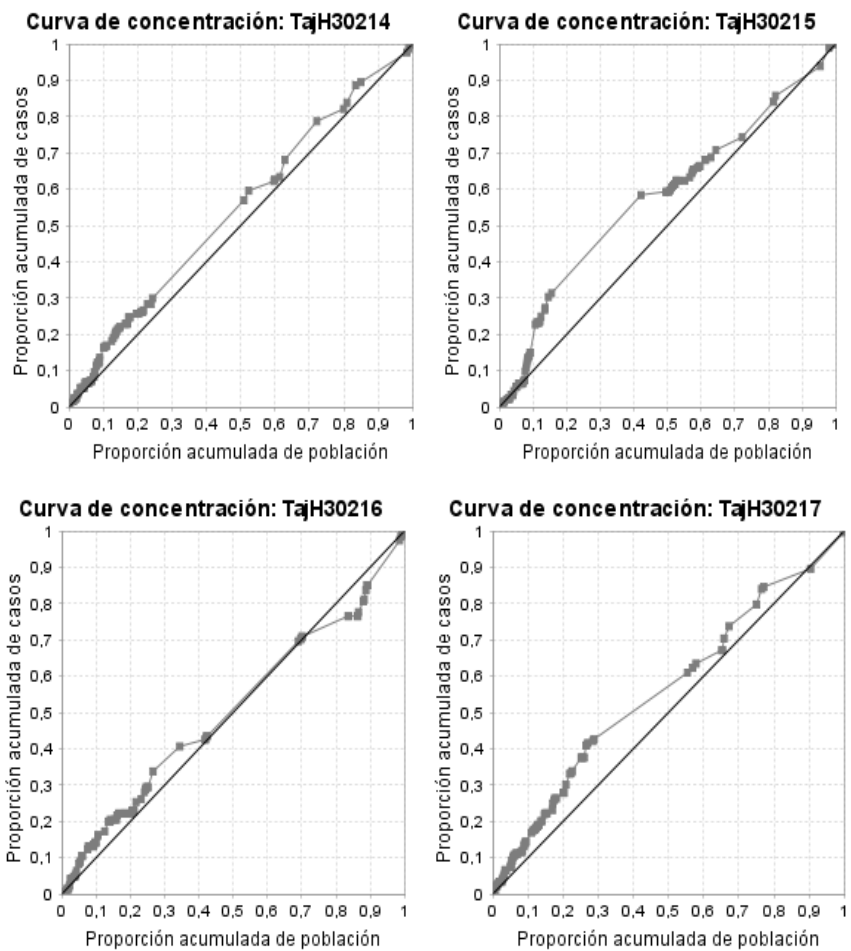 Curva de concentración: TajH30214
Curva de concentración: TajH30215
1
0,9
0,8
0,7
0,6
0,5
0,4
0,3
0,2
0,1
0
Proporción acumulada de casos
0 0,1 0,2 0,3 0,4 0,5 0,6 0,7 0,8 0,9 1
Proporción acumulada de población
1
0,9
0,8
0,7
0,6
0,5
0,4
0,3
0,2
0,1
0
Proporción acumulada de casos
0 0,1 0,2 0,3 0,4 0,5 0,6 0,7 0,8 0,9 1
Proporción acumulada de población
Curva de concentración: TajH30216
Curva de concentración: TajH30217
1
0,9
0,8
0,7
0,6
0,5
0,4
0,3
0,2
0,1
0
Proporción acumulada de casos
0 0,1 0,2 0,3 0,4 0,5 0,6 0,7 0,8 0,9 1
Proporción acumulada de población
1
0,9
0,8
0,7
0,6
0,5
0,4
0,3
0,2
0,1
0
Proporción acumulada de casos
0 0,1 0,2 0,3 0,4 0,5 0,6 0,7 0,8 0,9 1
Proporción acumulada de población